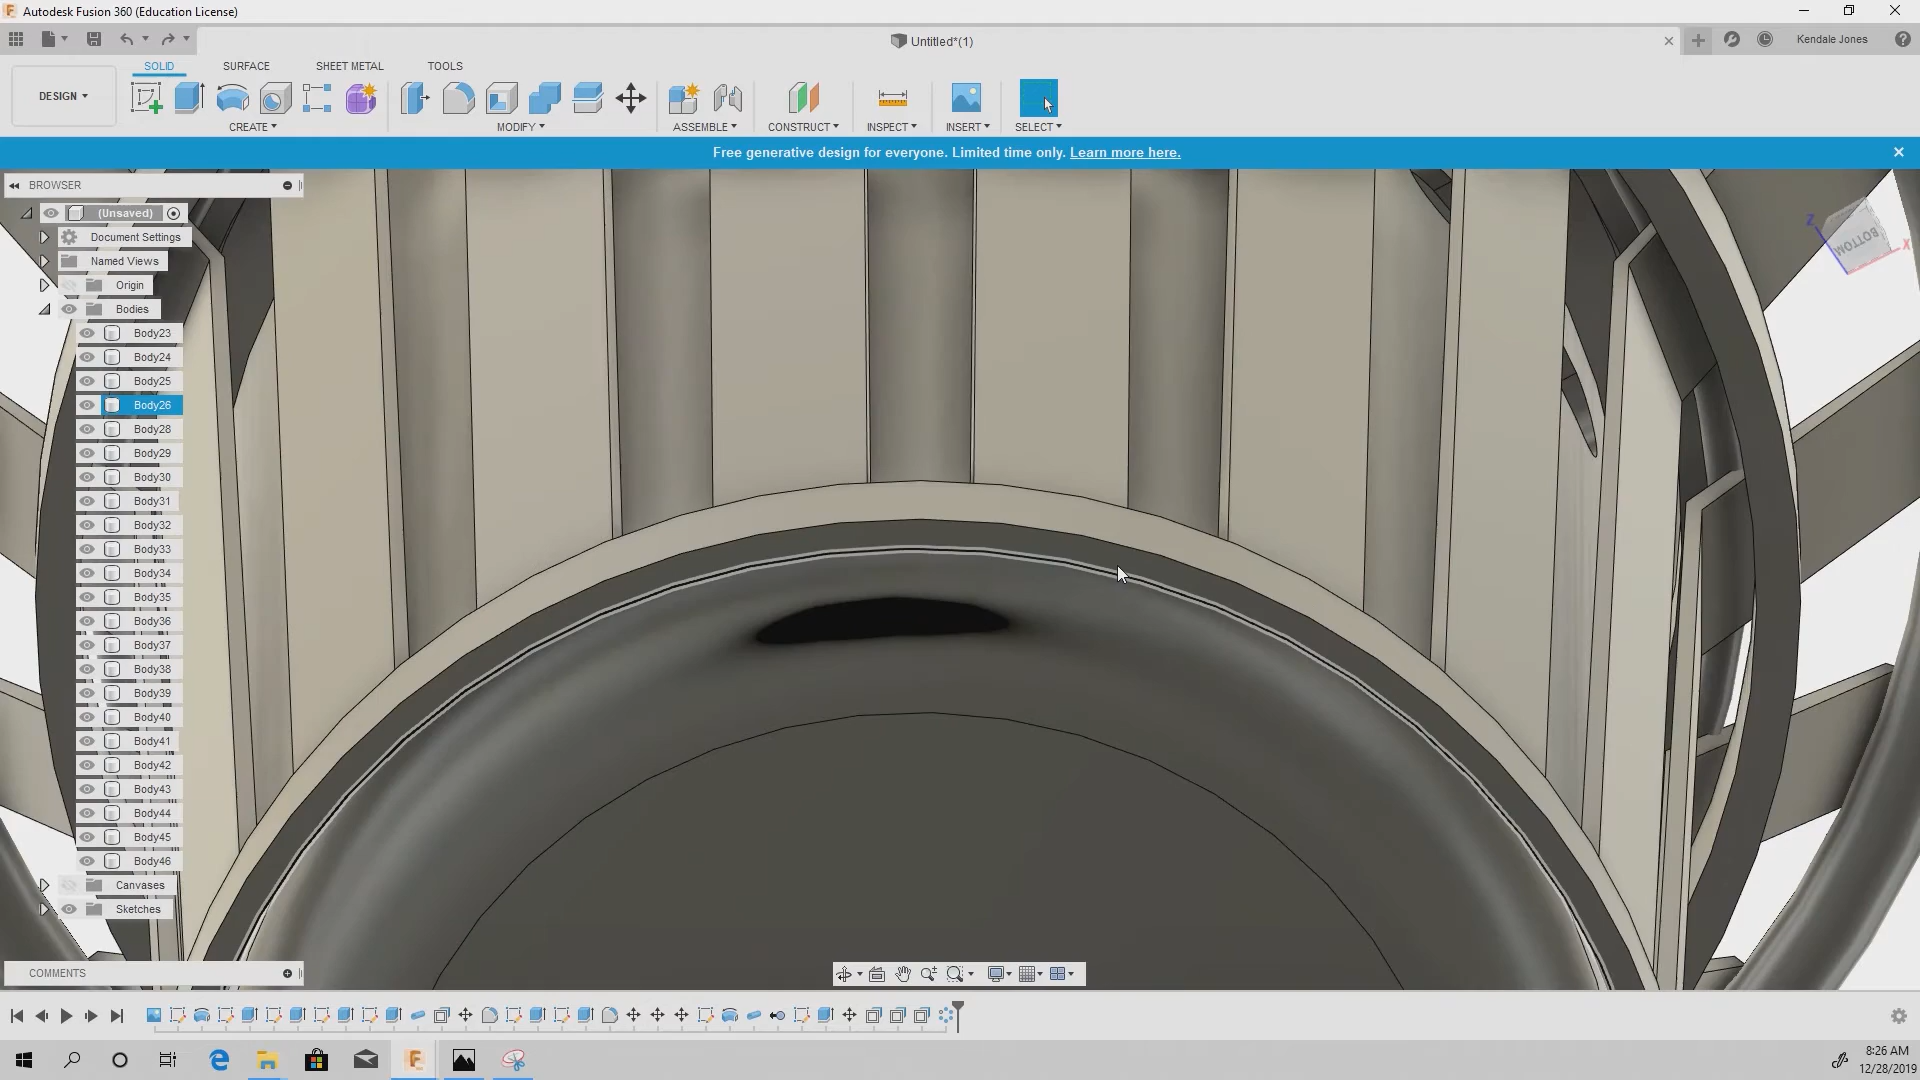 Autodesk Fusion 360 (Education License)
Untitled*(1)
Kendale Jones
SOLID SURFACE SHEET METAL TOOLS
DESIGN
CREATE MODIFY ASSEMBLE CONSTRUCT INSPECT INSERT SELECT
Free generative design for everyone. Limited time only. Learn more here.
BROWSER
(Unsaved)
Document Settings
Named Views
Origin
Bodies
Body23
Body24
Body25
Body26
Body28
Body29
Body30
Body31
Body32
Body33
Body34
Body35
Body36
Body37
Body38
Body39
Body40
Body41
Body42
Body43
Body44
Body45
Body46
Canvases
Sketches
Z
BOTTOM
X
COMMENTS
8:26 AM
12/28/2019